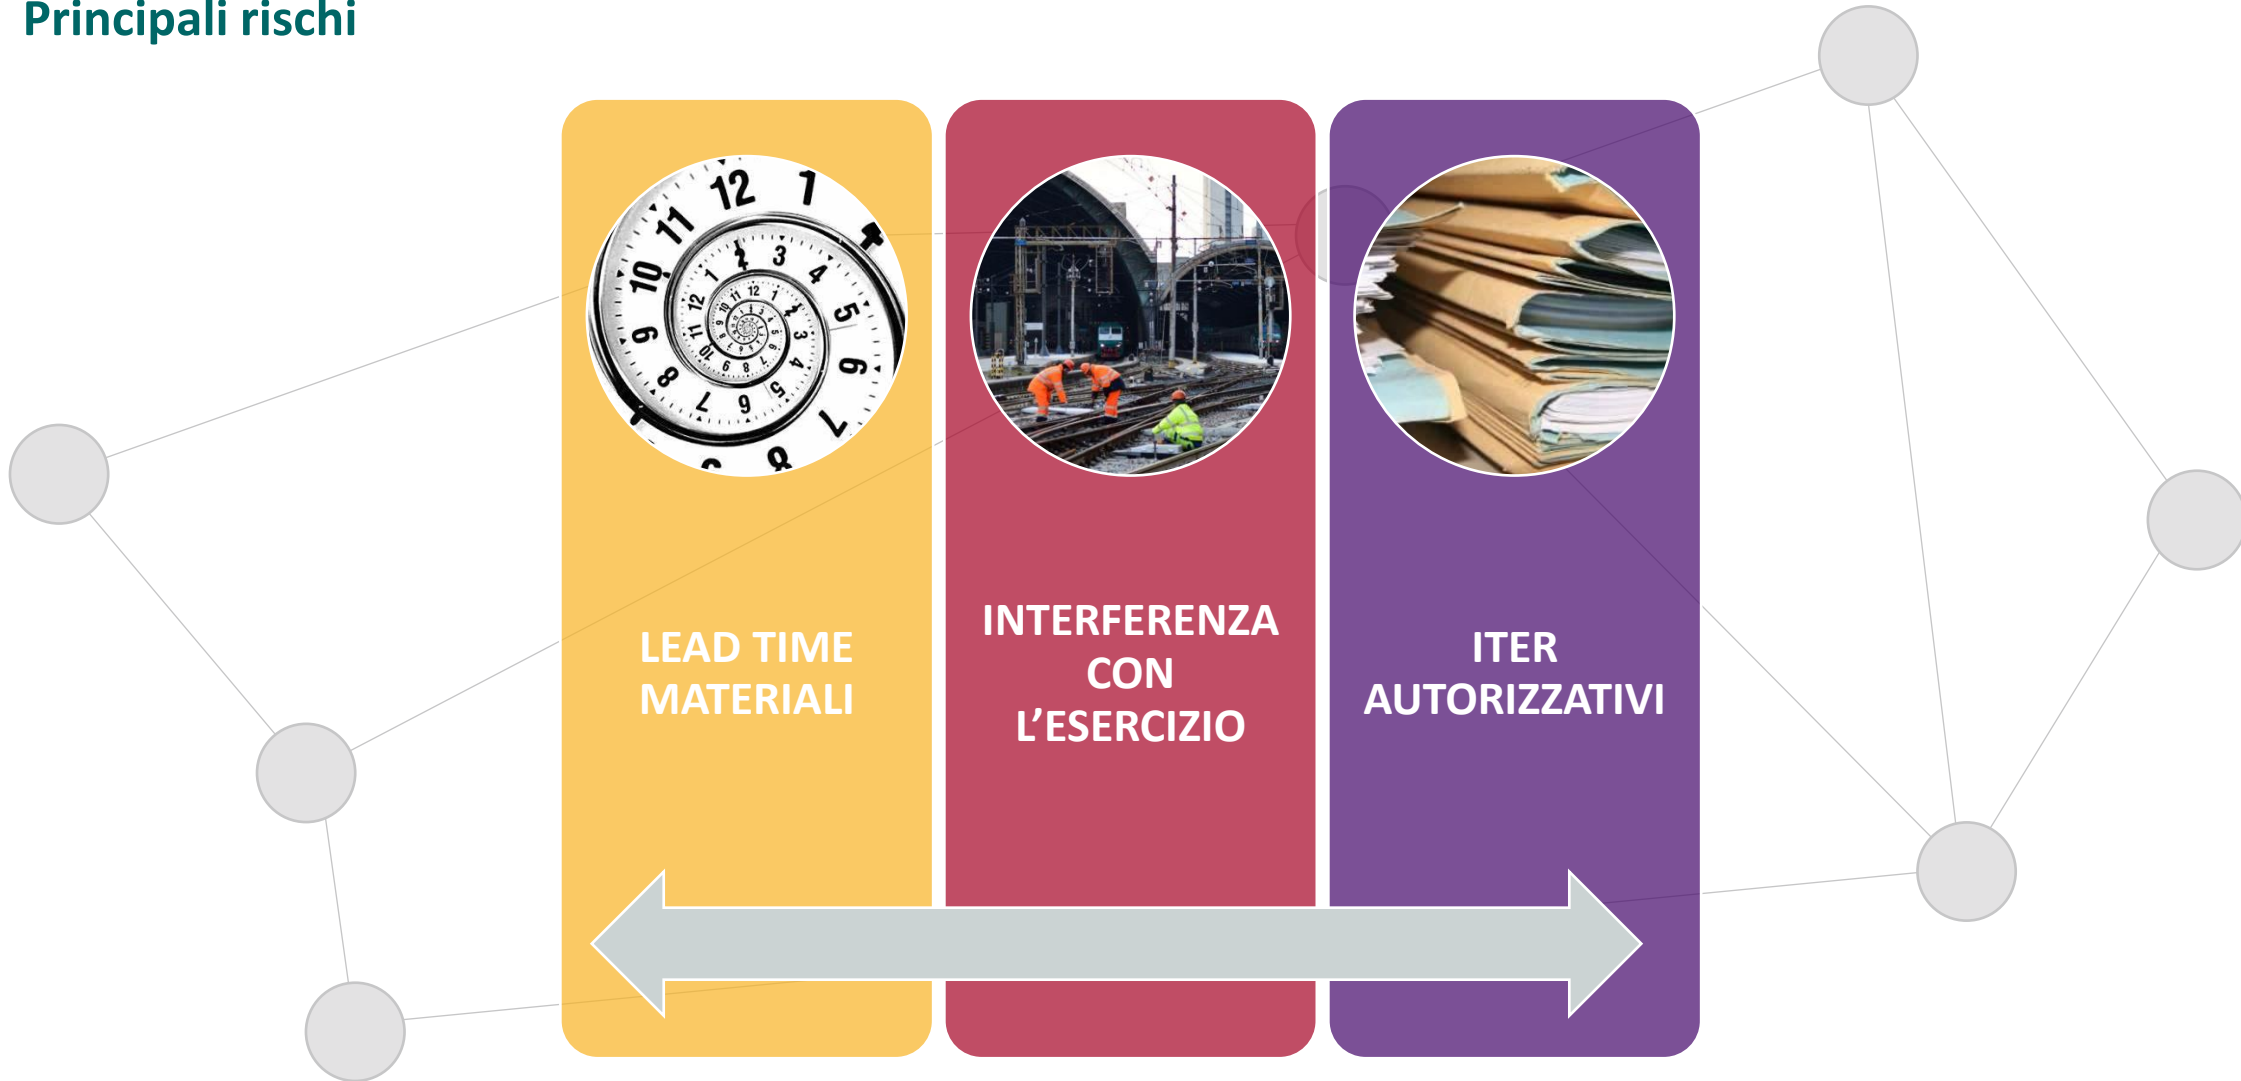 Principali rischi
LEAD TIME
MATERIALI
INTERFERENZA
CON
L’ESERCIZIO
ITER
AUTORIZZATIVI